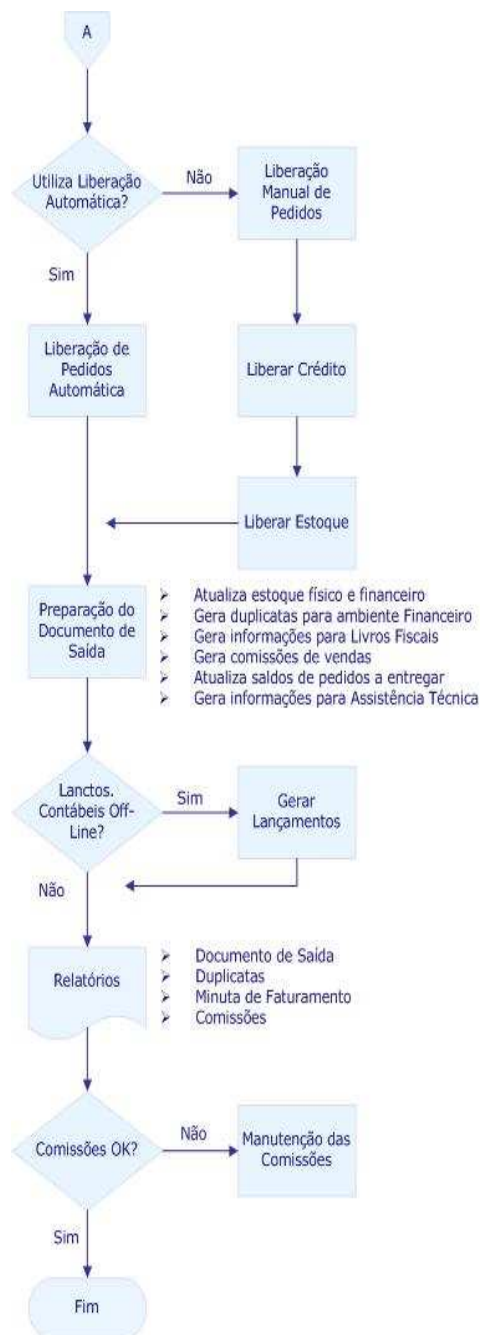 A
Utiliza Liberação
Automática?
Não
Liberação
Manual de
Pedidos
Sim
Liberação de
Pedidos
Automática
Liberar Crédito
Liberar Estoque
Preparação do
Documento de
Saída
Atualiza estoque físico e financeiro
Gera duplicatas para ambiente Financeiro
Gera informações para Livros Fiscais
Gera comissões de vendas
Atualiza saldos de pedidos a entregar
Gera informações para Assistência Técnica
Lanctos.
Contábeis Off-
Line?
Sim
Gerar
Lançamentos
Não
Relatórios
Documento de Saída
Duplicatas
Minuta de Faturamento
Comissões
Comissões OK?
Não
Manutenção das
Comissões
Sim
Fim